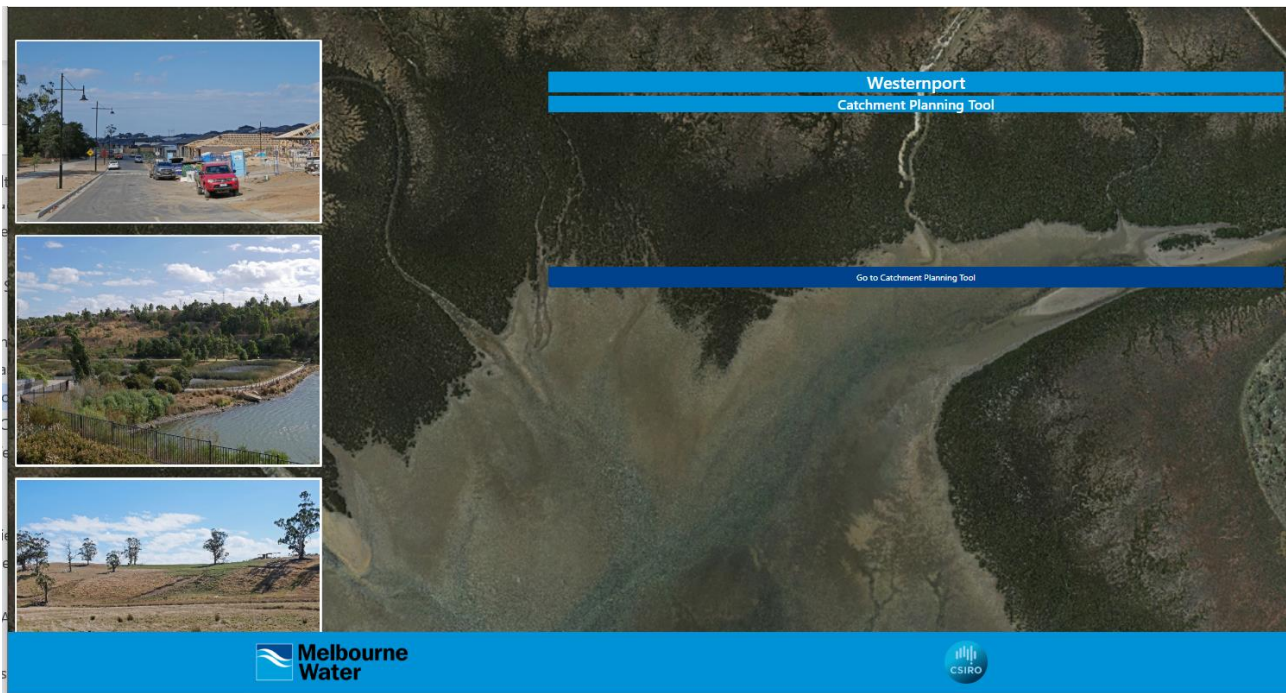 Westernport
Catchment Planning Tool
Go to Catchment Planning Tool
Melbourne
Water
CSIRO